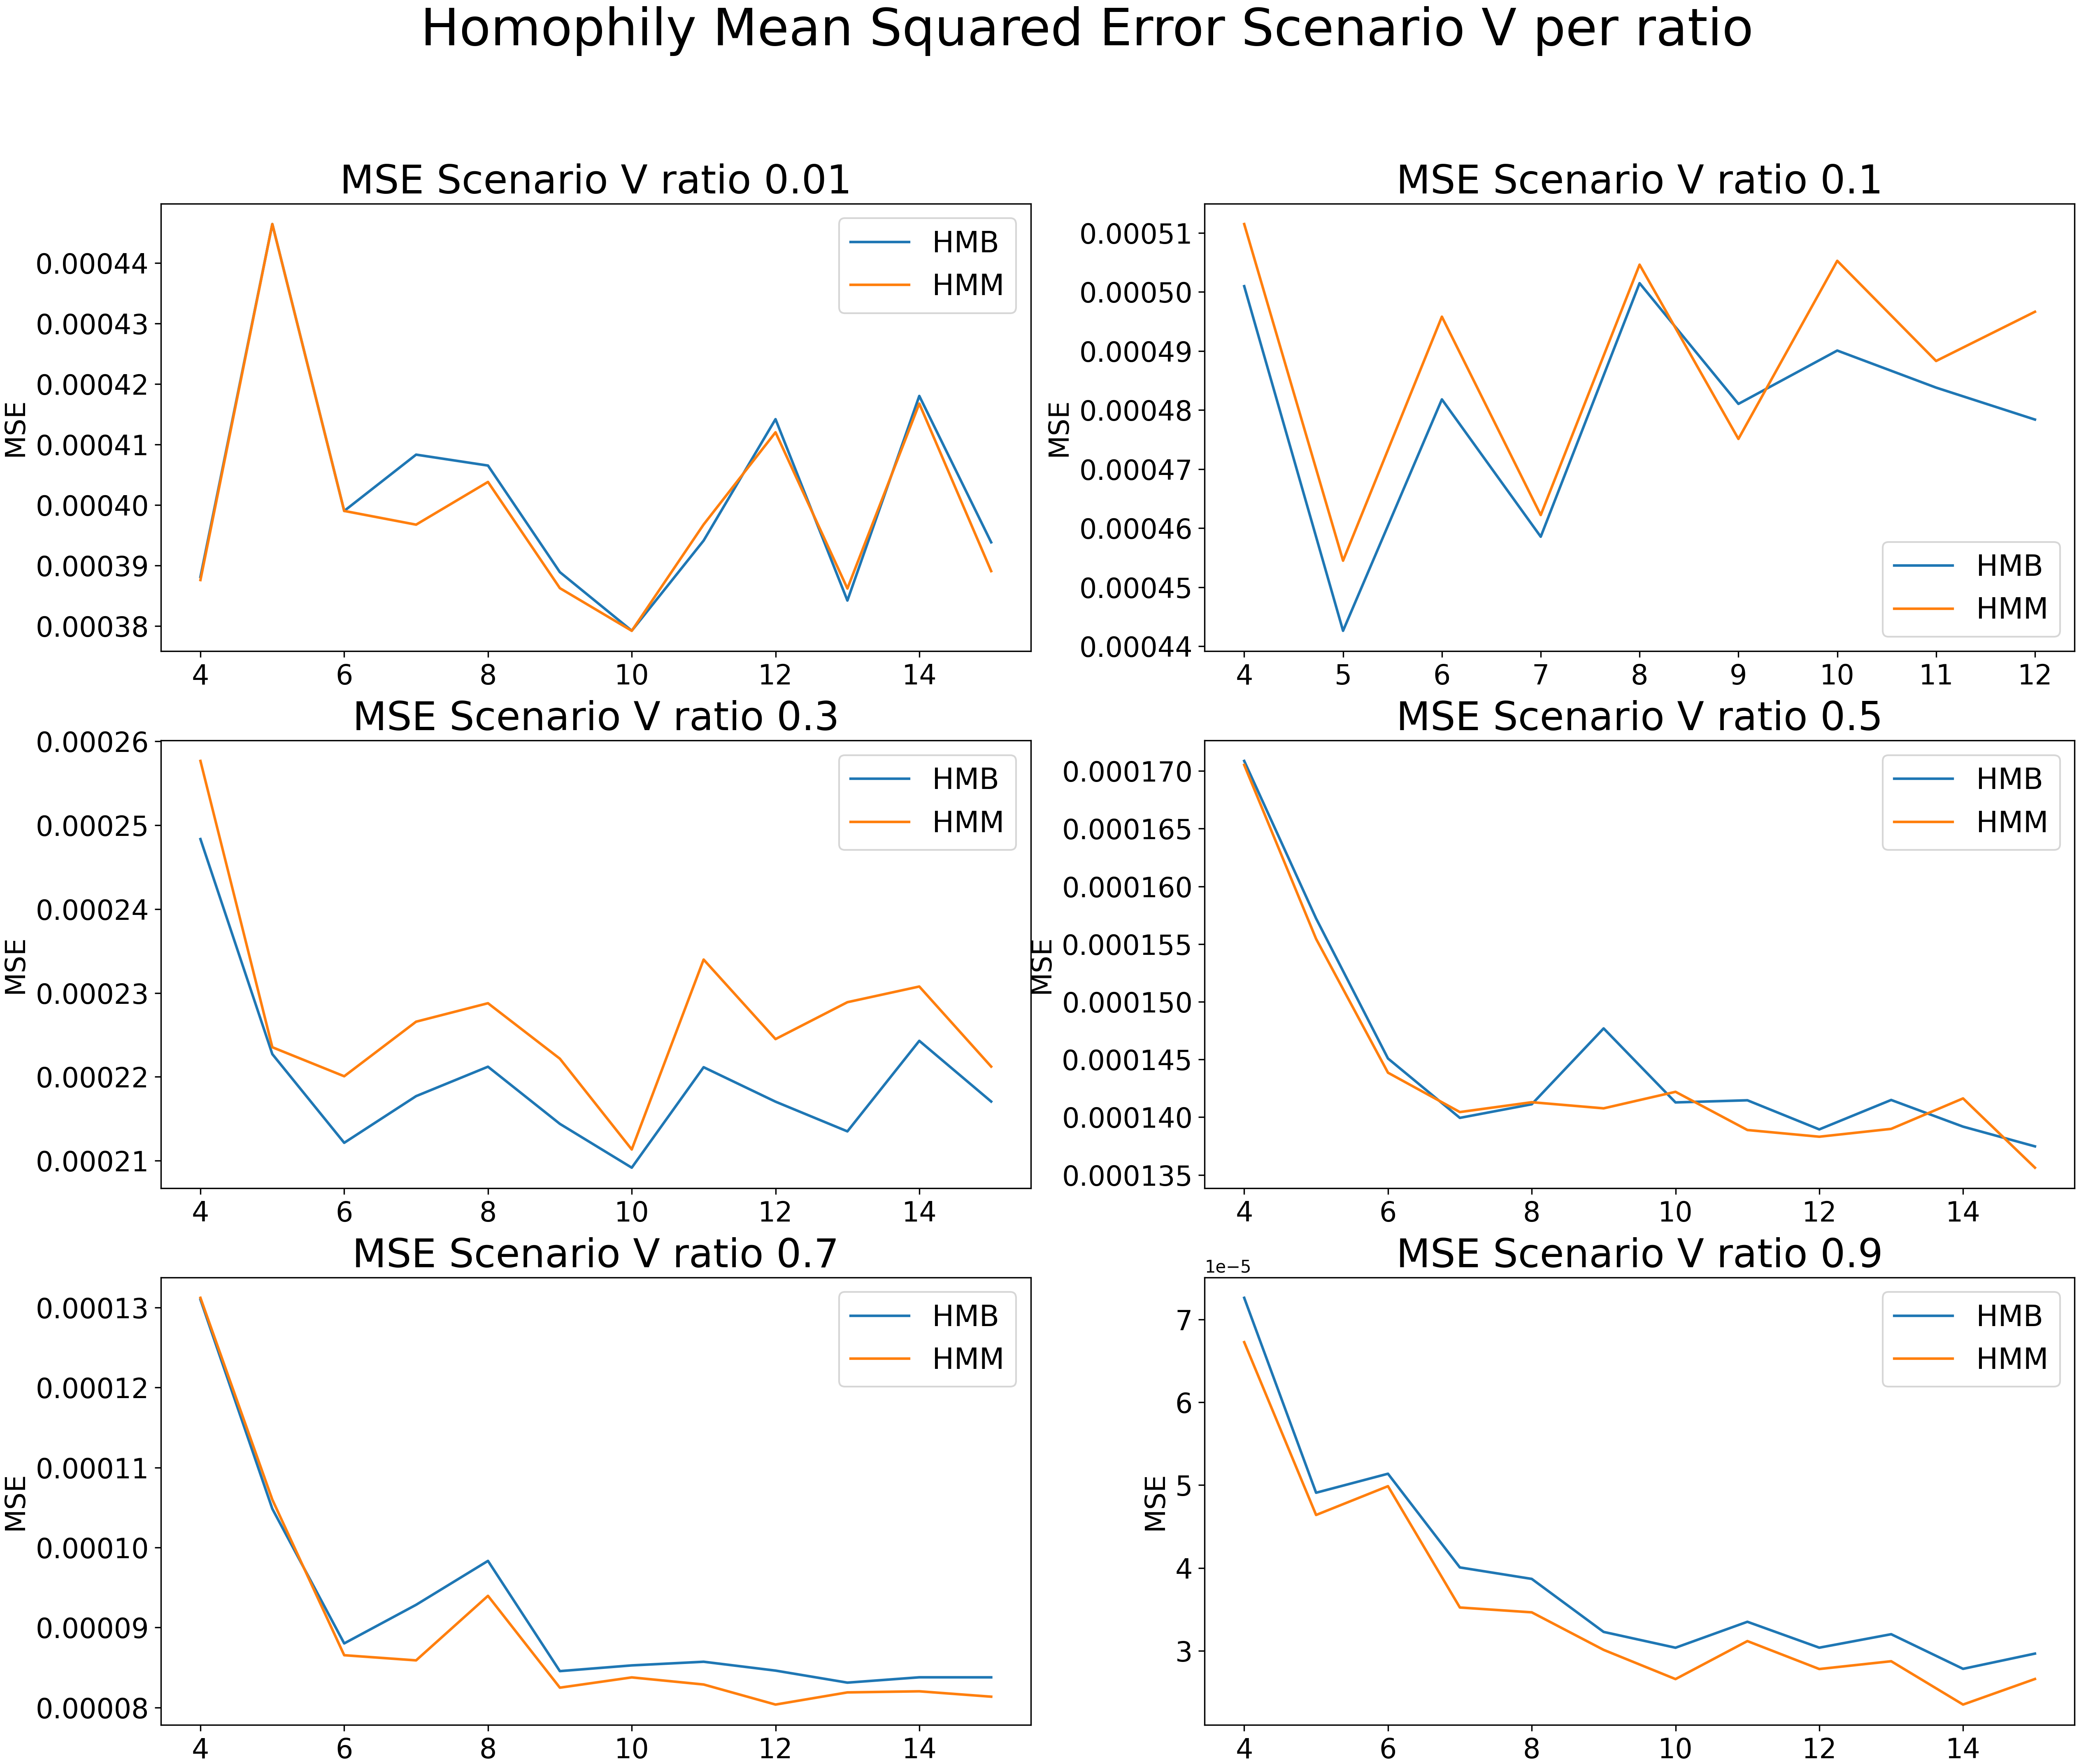 Homophily Mean Squared Error Scenario V per ratio
MSE Scenario V ratio 0.01
0.00044
0.00043
0.00042
0.00041
0.00040
0.00039
0.00038
MSE
HMB
HMM
4 6 8 10 12 14
MSE Scenario V ratio 0.1
0.00051
0.00050
0.00049
0.00048
0.00047
0.00046
0.00045
0.00044
MSE
HMB
HMM
4 5 6 7 8 9 10 11 12
MSE Scenario V ratio 0.3
0.00026
0.00025
0.00024
0.00023
0.00022
0.00021
MSE
HMB
HMM
4 6 8 10 12 14
MSE Scenario V ratio 0.5
0.000170
0.000165
0.000160
0.000155
0.000150
0.000145
0.000140
0.000135
MSE
HMB
HMM
4 6 8 10 12 14
MSE Scenario V ratio 0.7
0.00013
0.00012
0.00011
0.00010
0.00009
0.00008
MSE
HMB
HMM
4 6 8 10 12 14
MSE Scenario V ratio 0.9
1e−5
7
6
5
4
3
MSE
HMB
HMM
4 6 8 10 12 14